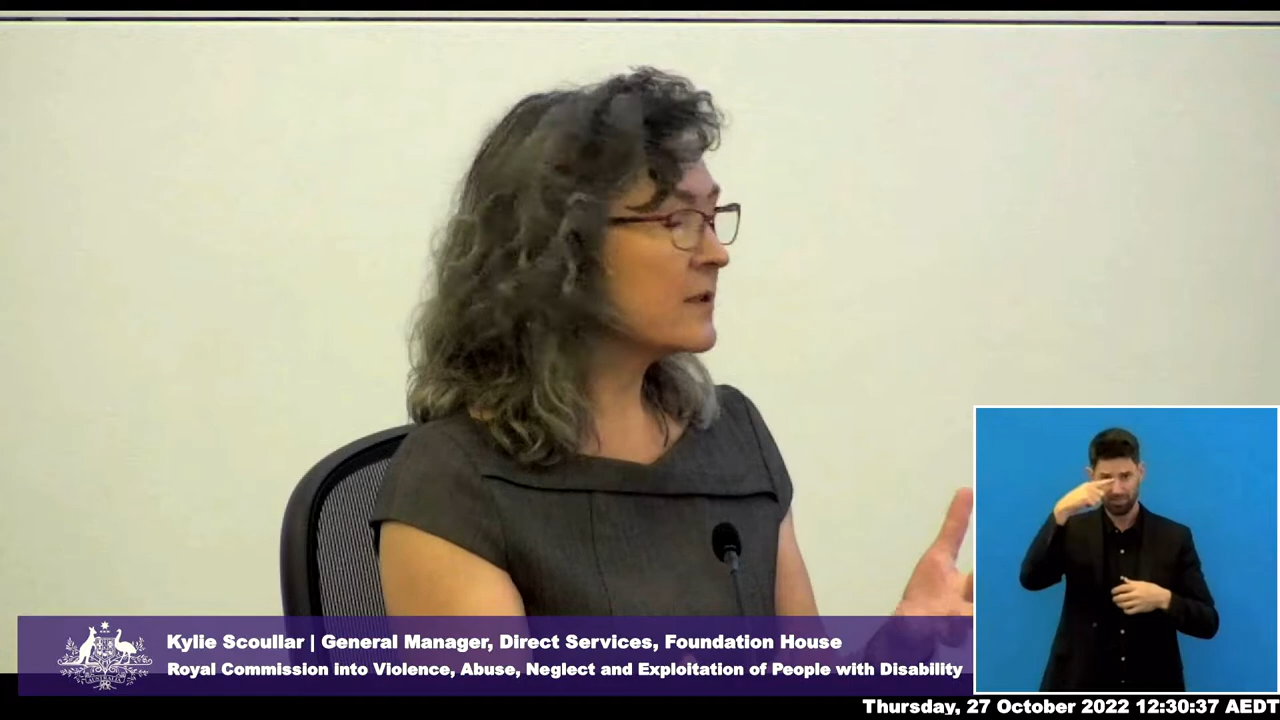 Kylie Scoullar | General Manager, Direct Services, Foundation House
Royal Commission into Violence, Abuse, Neglect and Exploitation of People with Disability
AUSTRALIA
Thursday, 27 October 2022 12:30:37 AEDT